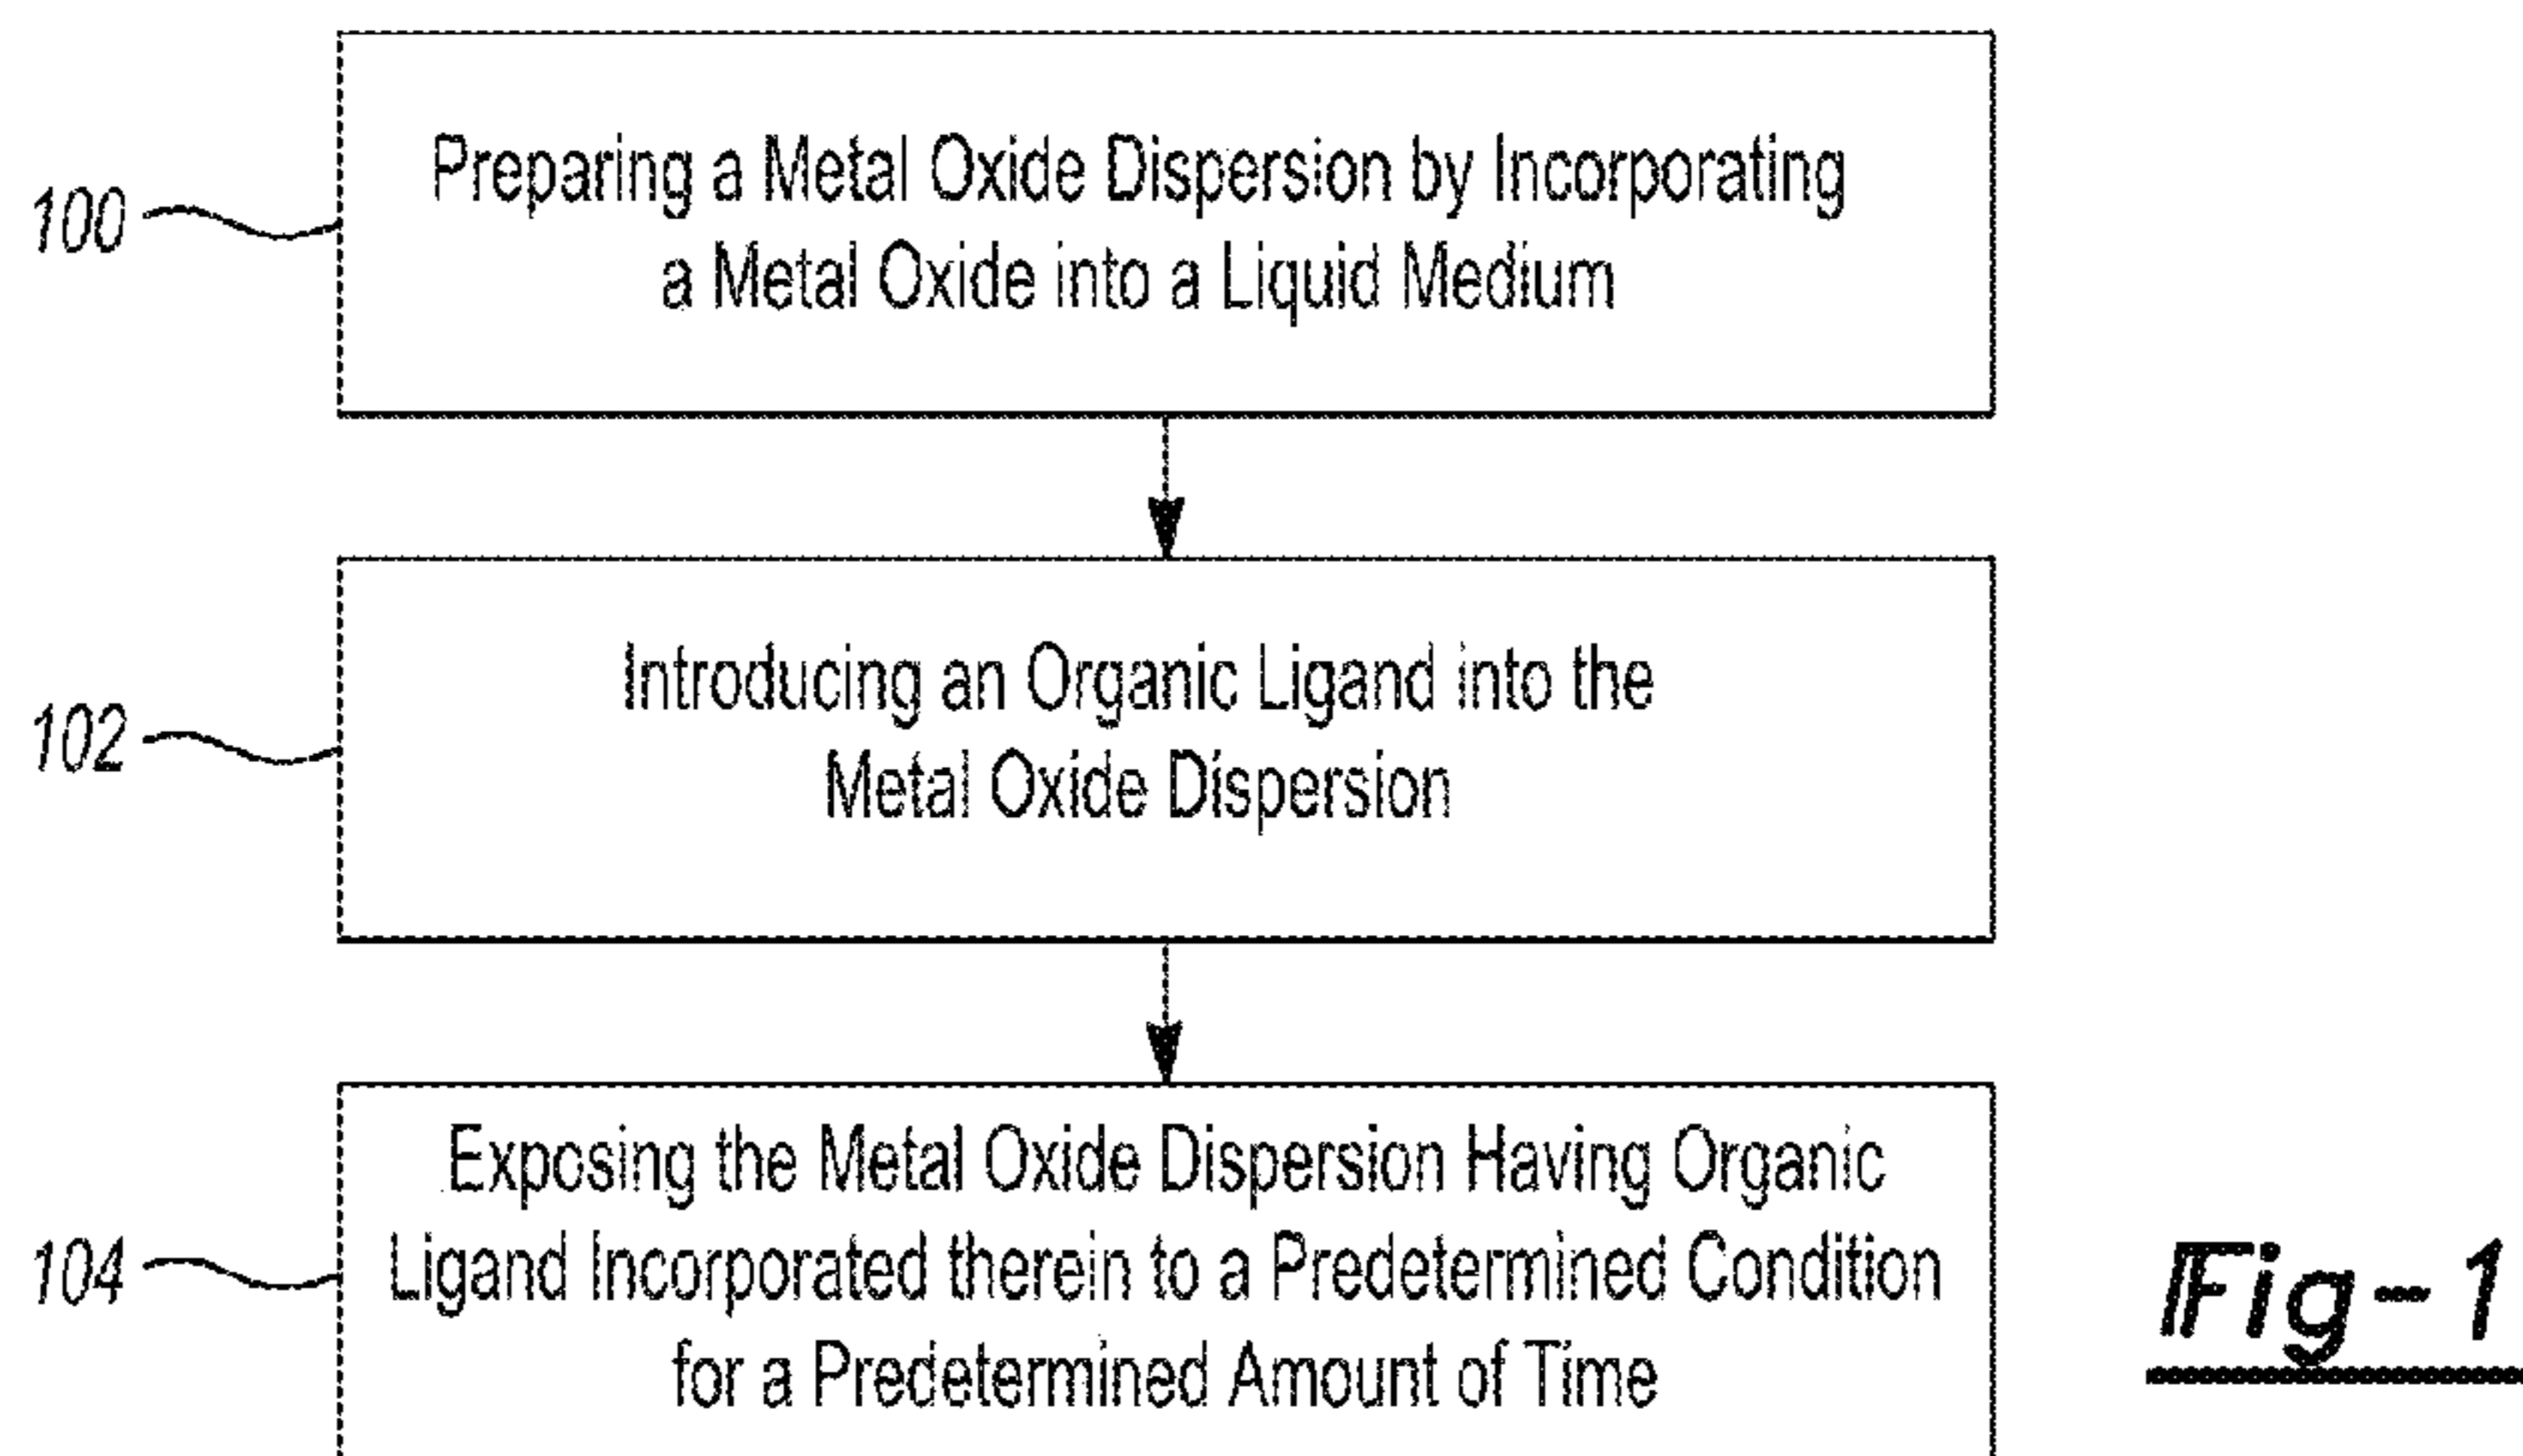 100
Preparing a Metal Oxide Dispersion by Incorporating
a Metal Oxide into a Liquid Medium
102
Introducing an Organic Ligand into the
Metal Oxide Dispersion
104
Exposing the Metal Oxide Dispersion Having Organic
Ligand Incorporated therein to a Predetermined Condition
for a Predetermined Amount of Time
Fig-1